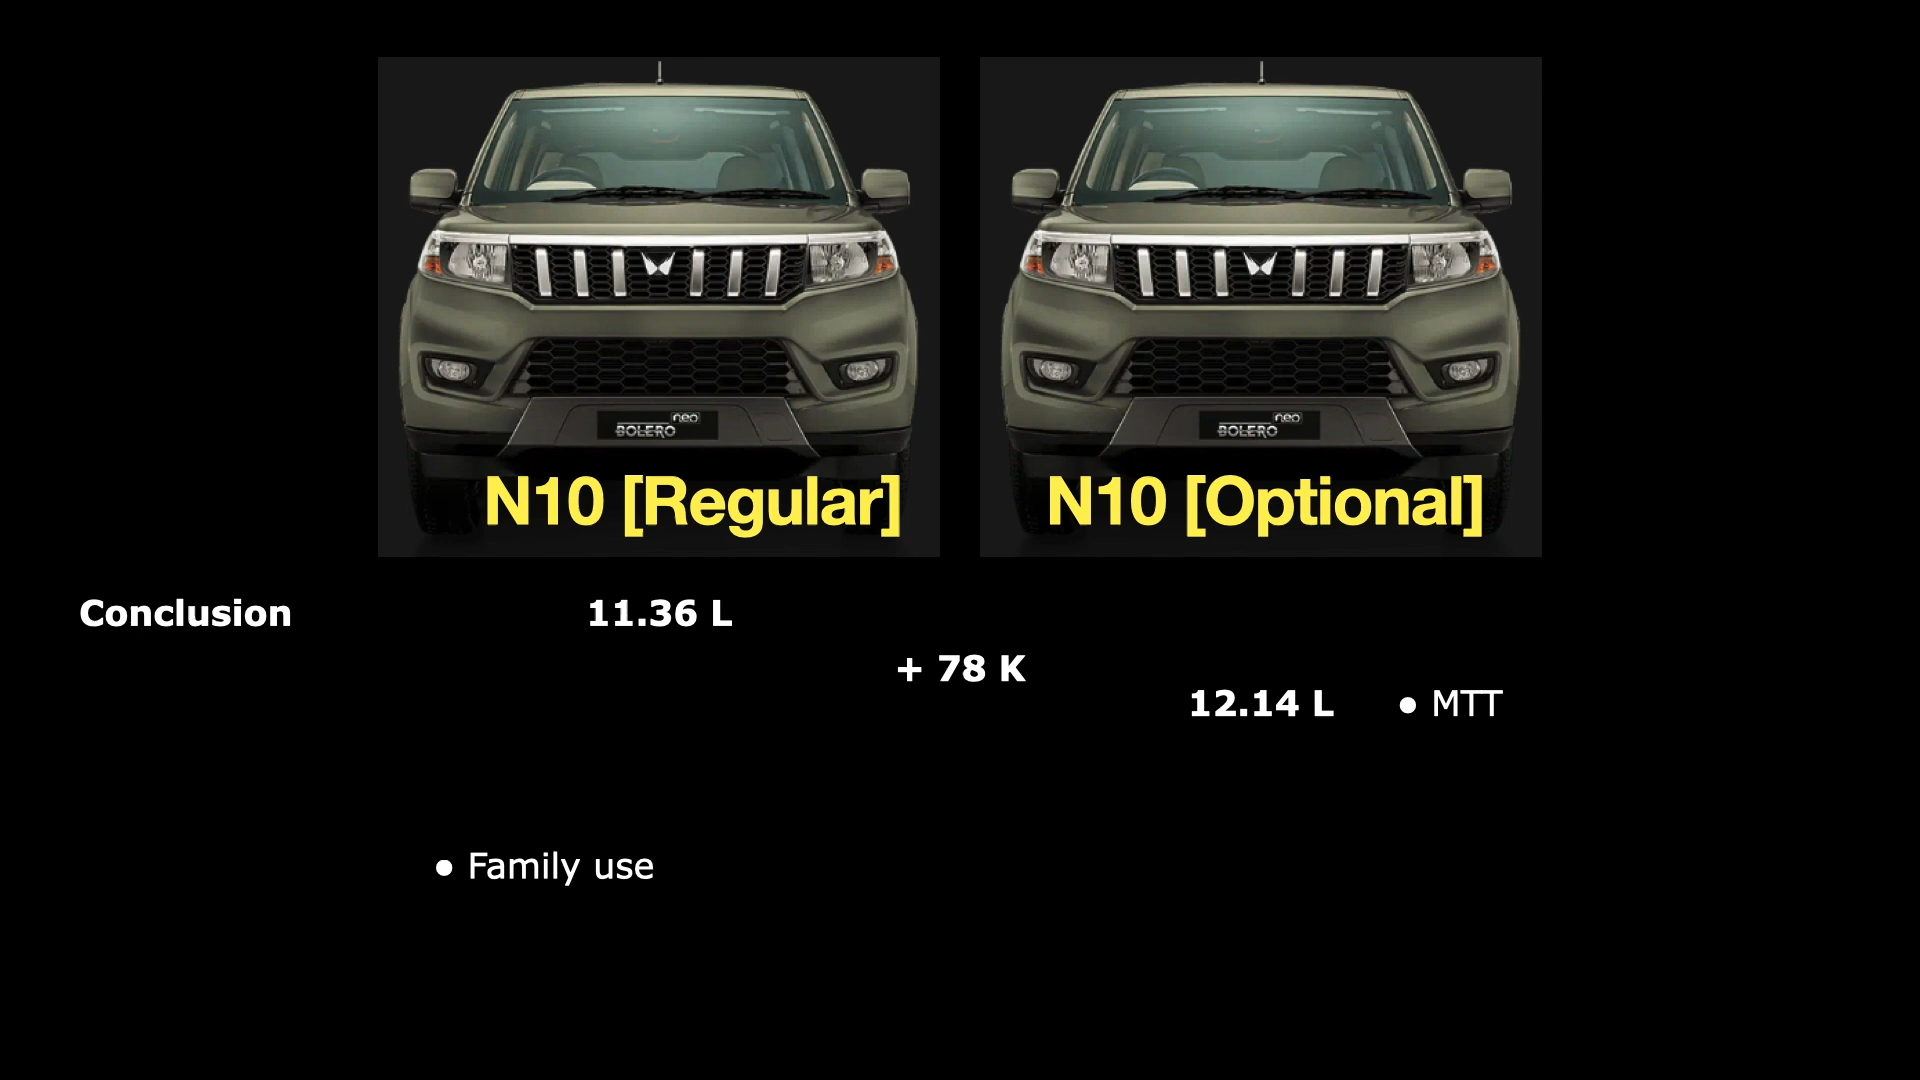 neo
BOLERO
neo
BOLERO
N10 [Regular]
N10 [Optional]
Conclusion
11.36 L
+ 78 K
12.14 L
● MTT
● Family use